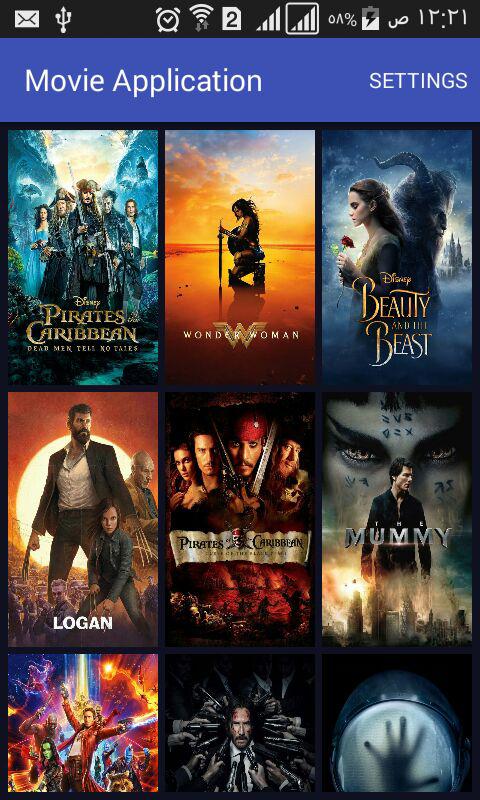 2 ٥٨% ص ١٢:٢١
Movie Application SETTINGS
Disney
PIRATES of the
CARIBBEAN
DEAD MEN TELL NO TALES
WONDER WOMAN
Disney
BEAUTY
AND THE
BEAST
LOGAN
PIRATES of the CARIBBEAN
THE
MUMMY